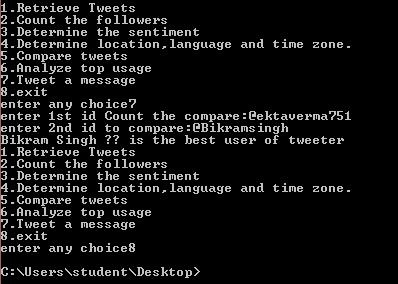 1.Retrieve Tweets
2.Count the followers
3.Determine the sentiment
4.Determine location,language and time zone.
5.Compare tweets
6.Analyze top usage
7.Tweet a message
8.exit
enter any choice7
enter 1st id Count the compare:@ektaverma751
enter 2nd id to compare:@Bikramsingh
Bikram Singh ?? is the best user of tweeter
1.Retrieve Tweets
2.Count the followers
3.Determine the sentiment
4.Determine location,language and time zone.
5.Compare tweets
6.Analyze top usage
7.Tweet a message
8.exit
enter any choice8
C:\Users\student\Desktop>